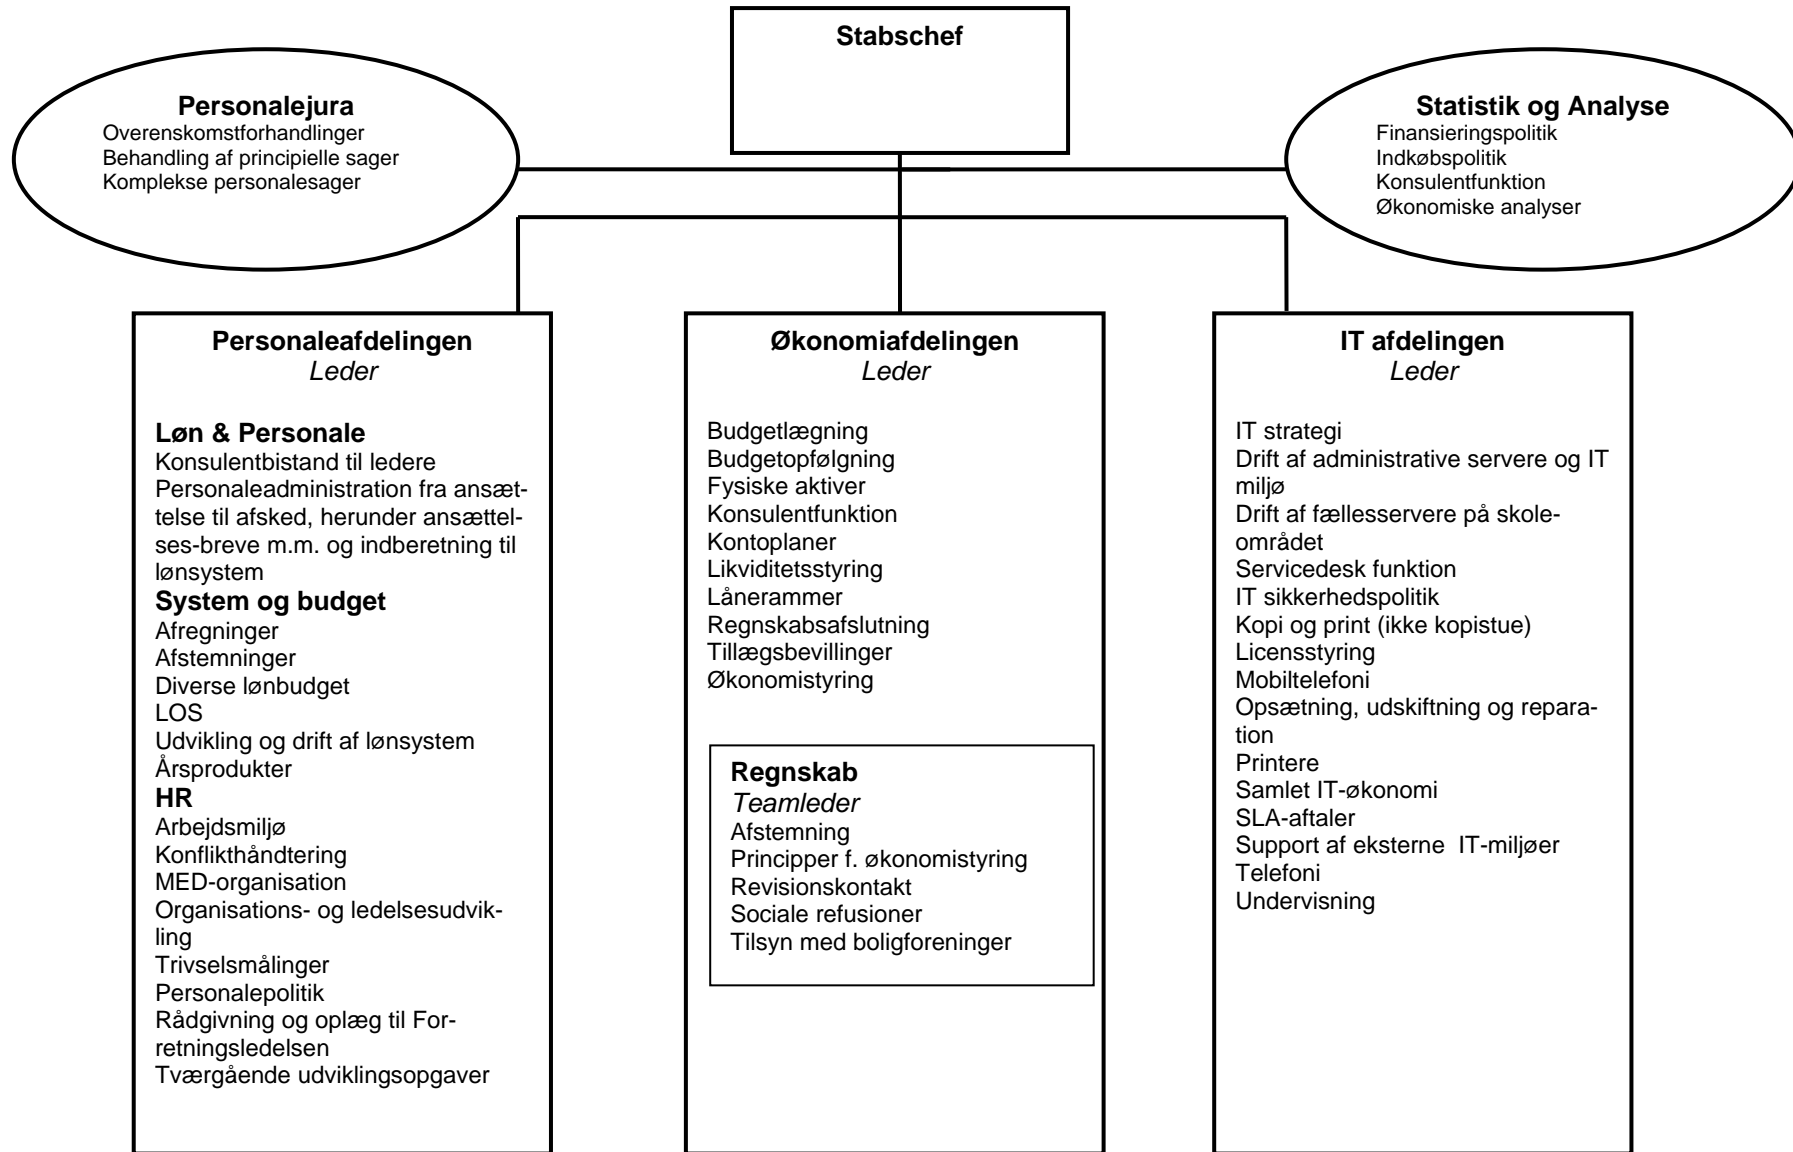 Stabschef
Personalejura
Overenskomstforhandlinger
Behandling af principielle sager
Komplekse personalesager
Statistik og Analyse
Finansieringspolitik
Indkøbspolitik
Konsulentfunktion
Økonomiske analyser
Personaleafdelingen
Leder
Løn & Personale
Konsulentbistand til ledere
Personaleadministration fra ansæt-
telse til afsked, herunder ansættel-
ses-breve m.m. og indberetning til
lønsystem
System og budget
Afregninger
Afstemninger
Diverse lønbudget
LOS
Udvikling og drift af lønsystem
Årsprodukter
HR
Arbejdsmiljø
Konflikthåndtering
MED-organisation
Organisations- og ledelsesudvik-
ling
Trivselsmålinger
Personalepolitik
Rådgivning og oplæg til For-
retningsledelsen
Tværgående udviklingsopgaver
Økonomiafdelingen
Leder
Budgetlægning
Budgetopfølgning
Fysiske aktiver
Konsulentfunktion
Kontoplaner
Likviditetsstyring
Lånerammer
Regnskabsafslutning
Tillægsbevillinger
Økonomistyring
Regnskab
Teamleder
Afstemning
Principper f. økonomistyring
Revisionskontakt
Sociale refusioner
Tilsyn med boligforeninger
IT afdelingen
Leder
IT strategi
Drift af administrative servere og IT
miljø
Drift af fællesservere på skole-
området
Servicedesk funktion
IT sikkerhedspolitik
Kopi og print (ikke kopistue)
Licensstyring
Mobiltelefoni
Opsætning, udskiftning og repara-
tion
Printere
Samlet IT-økonomi
SLA-aftaler
Support af eksterne  IT-miljøer
Telefoni
Undervisning